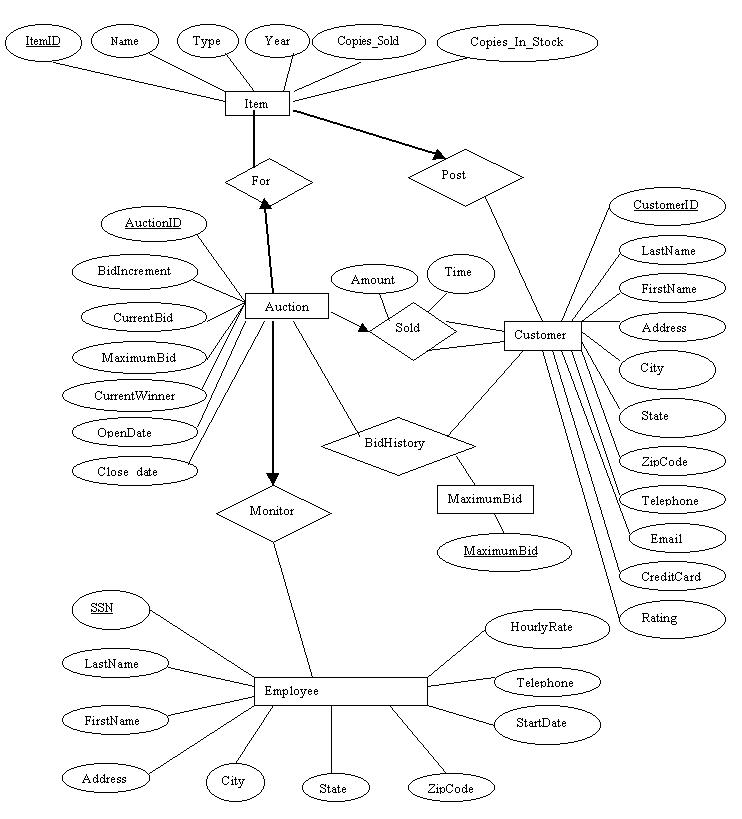 ItemID
Name
Type
Year
Copies_Sold
Copies_In_Stock
Item
For
Post
AuctionID
BidIncrement
CurrentBid
MaximumBid
CurrentWinner
OpenDate
Close date
Auction
Amount
Time
Sold
Customer
CustomerID
LastName
FirstName
Address
City
State
ZipCode
Telephone
Email
CreditCard
Rating
BidHistory
MaximumBid
MaximumBid
Monitor
SSN
LastName
FirstName
Address
Employee
HourlyRate
Telephone
StartDate
City
State
ZipCode